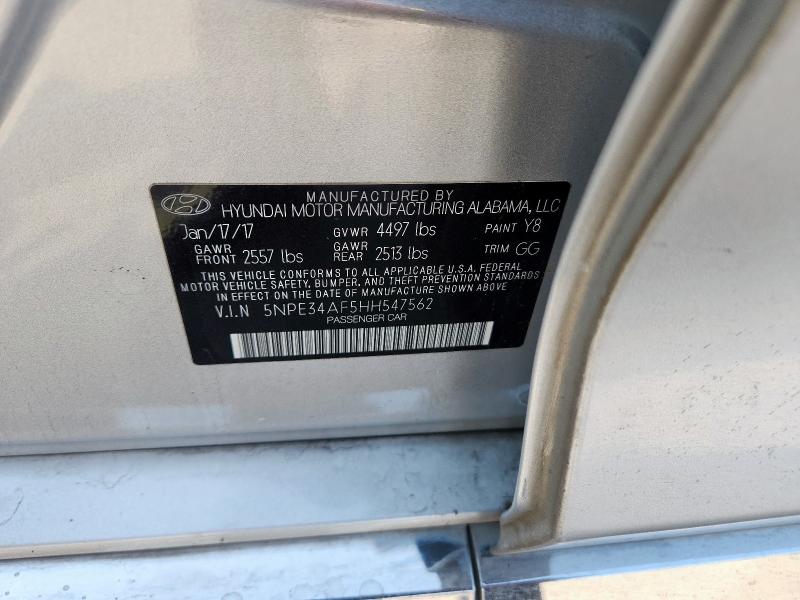 MANUFACTURED BY
HYUNDAI MOTOR MANUFACTURING ALABAMA, LLC
Jan/17/17 GVWR 4497 lbs PAINT Y8
GAWR FRONT 2557 lbs GAWR REAR 2513 lbs TRIM GG
THIS VEHICLE CONFORMS TO ALL APPLICABLE U.S.A. FEDERAL
MOTOR VEHICLE SAFETY, BUMPER, AND THEFT PREVENTION STANDARDS
IN EFFECT ON THE DATE OF MANUFACTURE SHOWN ABOVE
V.I.N 5NPE34AF5HH547562
PASSENGER CAR